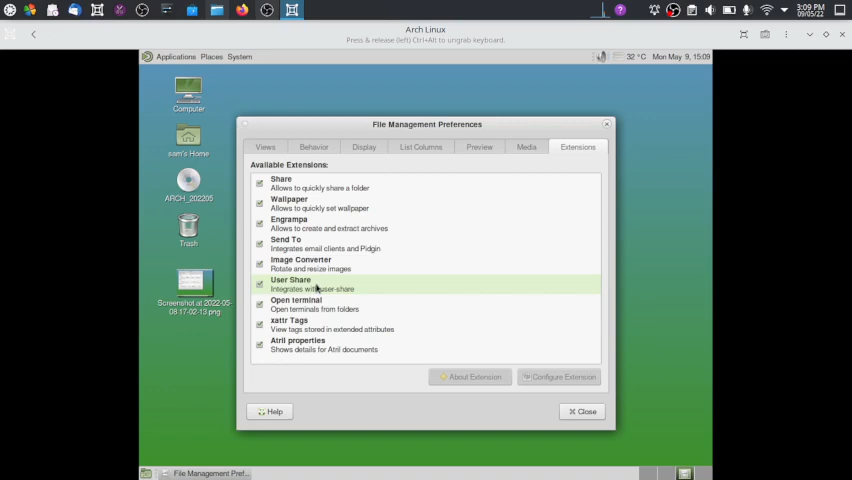 3:09 PM
09/05/22
Arch Linux
Press & release (left) Ctrl+Alt to ungrab keyboard.
Applications Places System
32 °C Mon May 9, 15:09
Computer
sam's Home
ARCH_202205
Trash
Screenshot at 2022-05-
08 17-02-13.png
File Management Preferences
Views Behavior Display List Columns Preview Media Extensions
Available Extensions:
Share
Allows to quickly share a folder
Wallpaper
Allows to quickly set wallpaper
Engrampa
Allows to create and extract archives
Send To
Integrates email clients and Pidgin
Image Converter
Rotate and resize images
User Share
Integrates with user-share
Open terminal
Open terminals from folders
xattr Tags
View tags stored in extended attributes
Atril properties
Shows details for Atril documents
About Extension Configure Extension
Help Close
File Management Pref...